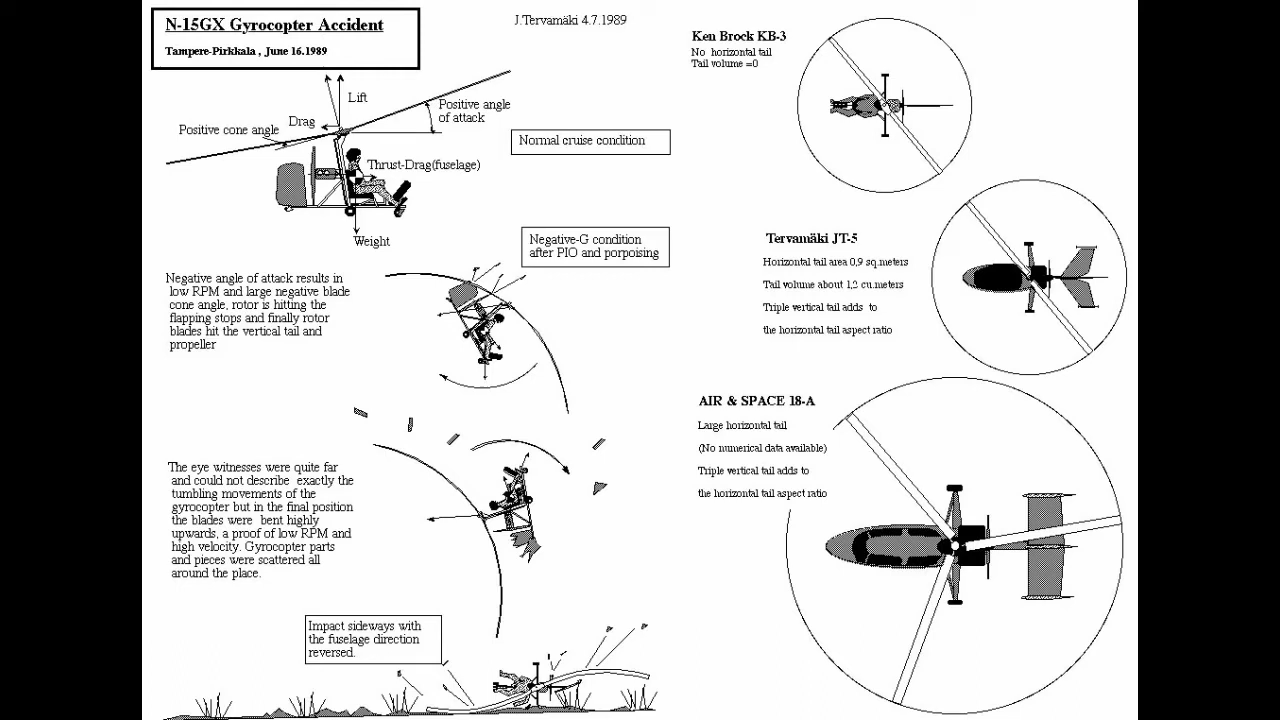 N-15GX Gyrocopter Accident
Tampere-Pirkkala , June 16.1989
J.Tervamäki 4.7.1989
Lift
Drag
Positive cone angle
Positive angle
of attack
Thrust-Drag(fuselage)
Weight
Normal cruise condition
Negative-G condition
after PIO and porpoising
Negative angle of attack results in
low RPM and large negative blade
cone angle, rotor is hitting the
flapping stops and finally rotor
blades hit the vertical tail and
propeller
The eye witnesses were quite far
and could not describe exactly the
tumbling movements of the
gyrocopter but in the final position
the blades were bent highly
upwards, a proof of low RPM and
high velocity. Gyrocopter parts
and pieces were scattered all
around the place.
Impact sideways with
the fuselage direction
reversed.
Ken Brock KB-3
No horizontal tail
Tail volume =0
Tervamäki JT-5
Horizontal tail area 0,9 sq.meters
Tail volume about 1,2 cu.meters
Triple vertical tail adds to
the horizontal tail aspect ratio
AIR & SPACE 18-A
Large horizontal tail
(No numerical data available)
Triple vertical tail adds to
the horizontal tail aspect ratio